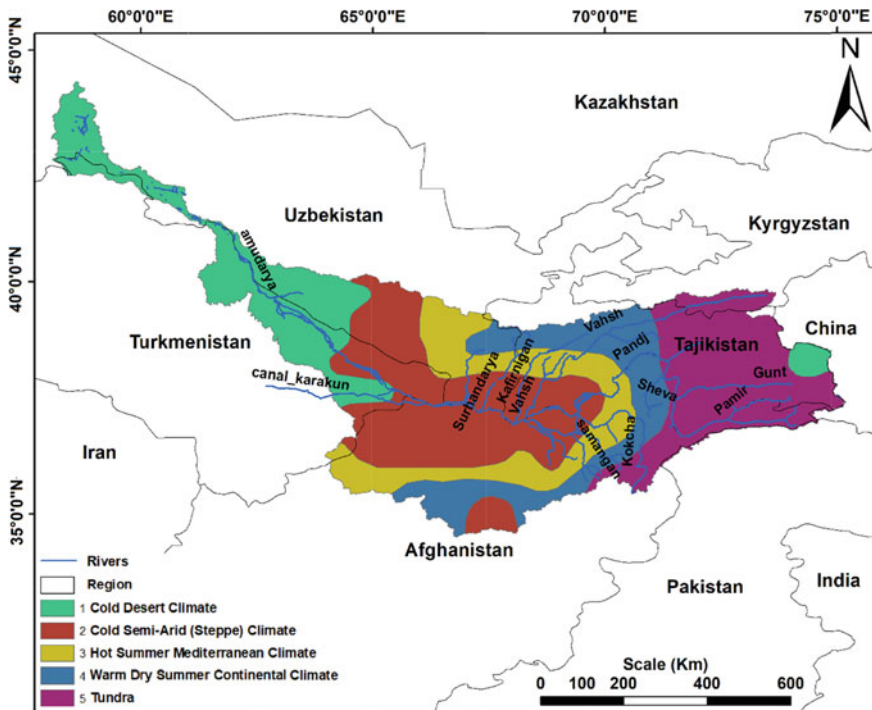 60°0'0"E 65°0'0"E 70°0'0"E 75°0'0"E
45°0'0"N
40°0'0"N
35°0'0"N
N
Kazakhstan
Uzbekistan
Kyrgyzstan
amudarya
Turkmenistan
Vahsh
Pandj
Tajikistan
China
canal_karakun
Surhandarya
Kafirnigan
Vahsh
Sheva
Gunt
Pamir
Iran
samangan
Kokcha
Afghanistan
Pakistan
India
Rivers
Region
1 Cold Desert Climate
2 Cold Semi-Arid (Steppe) Climate
3 Hot Summer Mediterranean Climate
4 Warm Dry Summer Continental Climate
5 Tundra
Scale (Km)
0 100 200 400 600